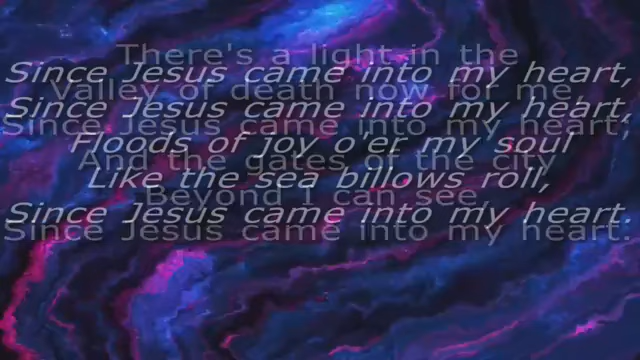 There's a light in the
Valley of death now for me,
Since Jesus came into my heart;
And the gates of the city
Beyond I can see,
Since Jesus came into my heart.
Since Jesus came into my heart,
Since Jesus came into my heart,
Floods of joy o'er my soul
Like the sea billows roll,
Since Jesus came into my heart.